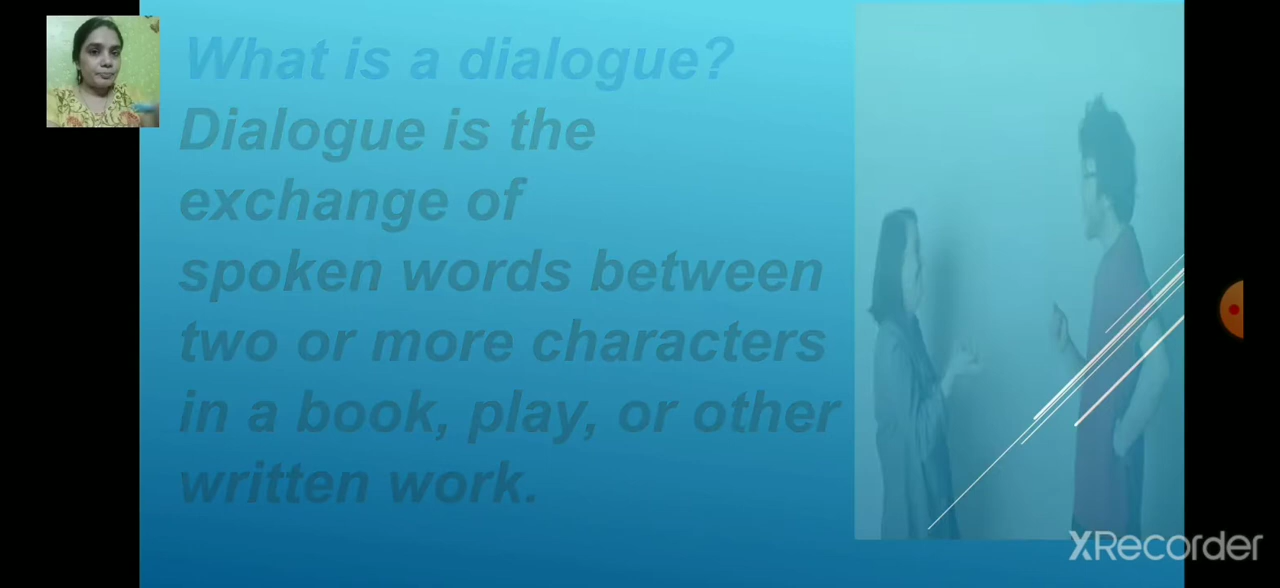 What is a dialogue?
Dialogue is the
exchange of
spoken words between
two or more characters
in a book, play, or other
written work.
XRecorder